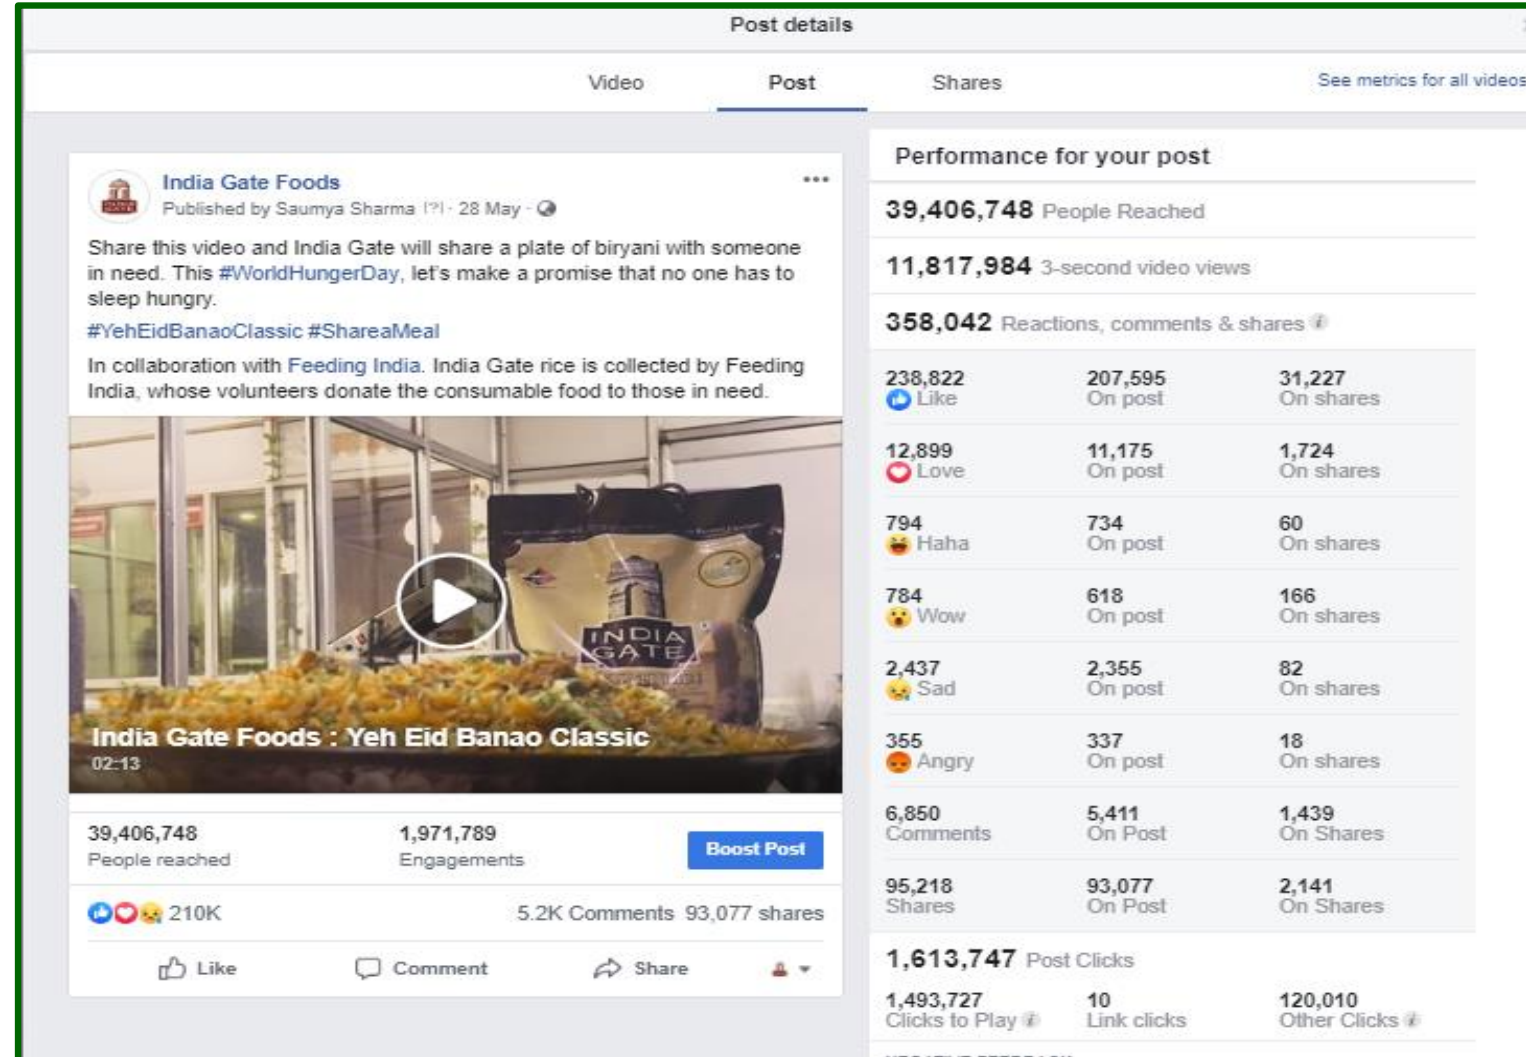 Post details
Video Post Shares See metrics for all videos
India Gate Foods
Published by Saumya Sharma [?] · 28 May ·
Share this video and India Gate will share a plate of biryani with someone
in need. This #WorldHungerDay, let's make a promise that no one has to
sleep hungry.
#YehEidBanaoClassic #ShareaMeal
In collaboration with Feeding India. India Gate rice is collected by Feeding
India, whose volunteers donate the consumable food to those in need.
INDIA
GATE
India Gate Foods : Yeh Eid Banao Classic
02:13
39,406,748 1,971,789
People reached Engagements
Boost Post
210K 5.2K Comments 93,077 shares
Like Comment Share
Performance for your post
39,406,748 People Reached
11,817,984 3-second video views
358,042 Reactions, comments & shares
238,822 207,595 31,227
Like On post On shares
12,899 11,175 1,724
Love On post On shares
794 734 60
Haha On post On shares
784 618 166
Wow On post On shares
2,437 2,355 82
Sad On post On shares
355 337 18
Angry On post On shares
6,850 5,411 1,439
Comments On Post On Shares
95,218 93,077 2,141
Shares On Post On Shares
1,613,747 Post Clicks
1,493,727 10 120,010
Clicks to Play Link clicks Other Clicks